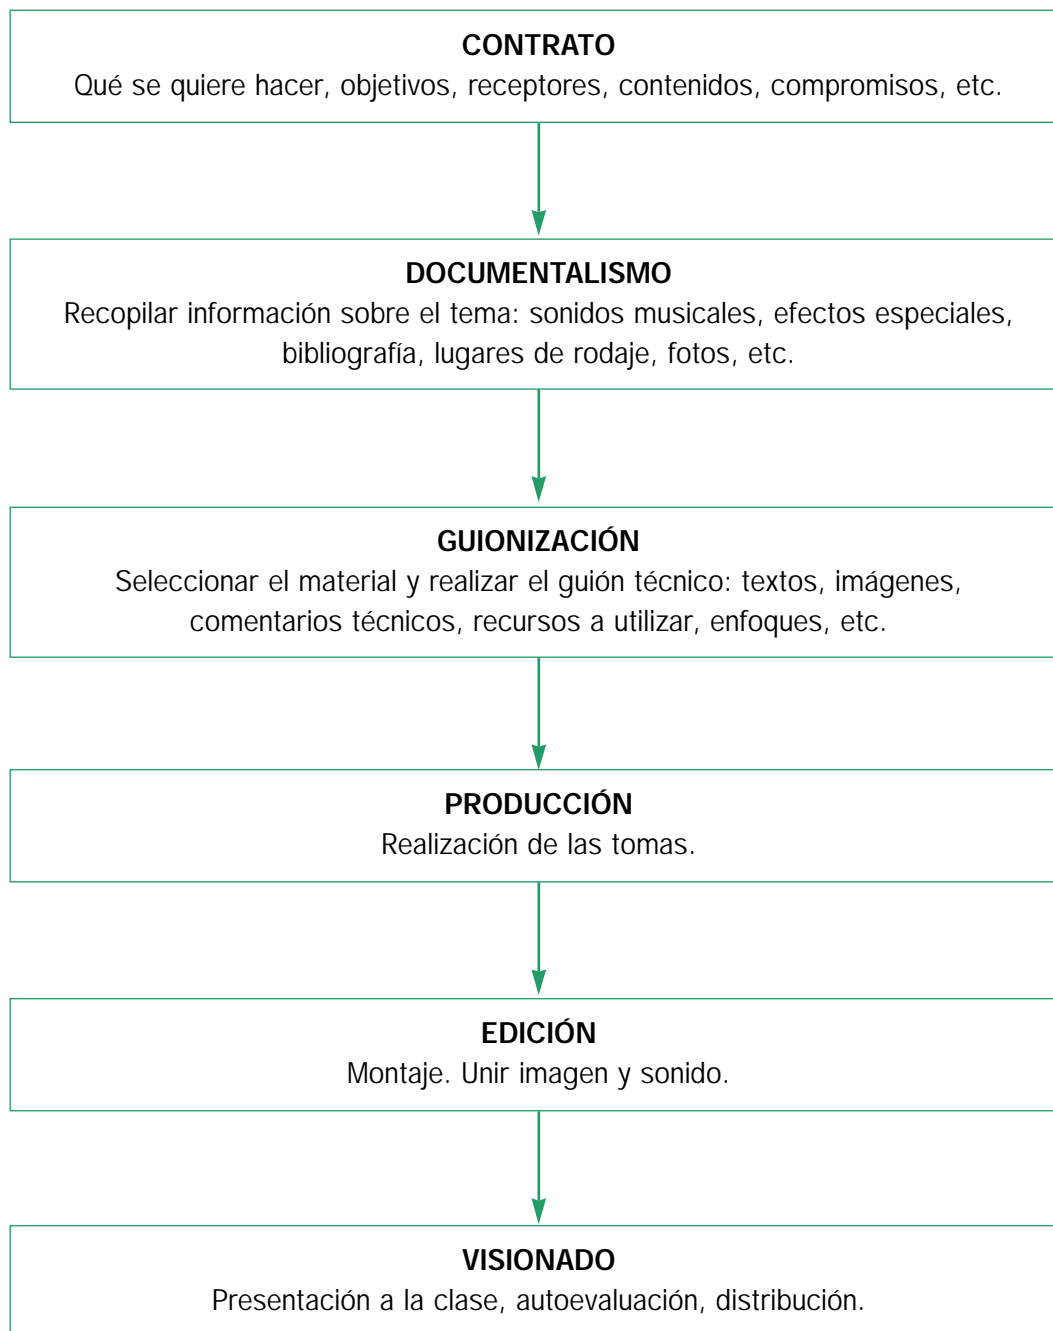 CONTRATO
Qué se quiere hacer, objetivos, receptores, contenidos, compromisos, etc.
DOCUMENTALISMO
Recopilar información sobre el tema: sonidos musicales, efectos especiales,
bibliografía, lugares de rodaje, fotos, etc.
GUIONIZACIÓN
Seleccionar el material y realizar el guión técnico: textos, imágenes,
comentarios técnicos, recursos a utilizar, enfoques, etc.
PRODUCCIÓN
Realización de las tomas.
EDICIÓN
Montaje. Unir imagen y sonido.
VISIONADO
Presentación a la clase, autoevaluación, distribución.